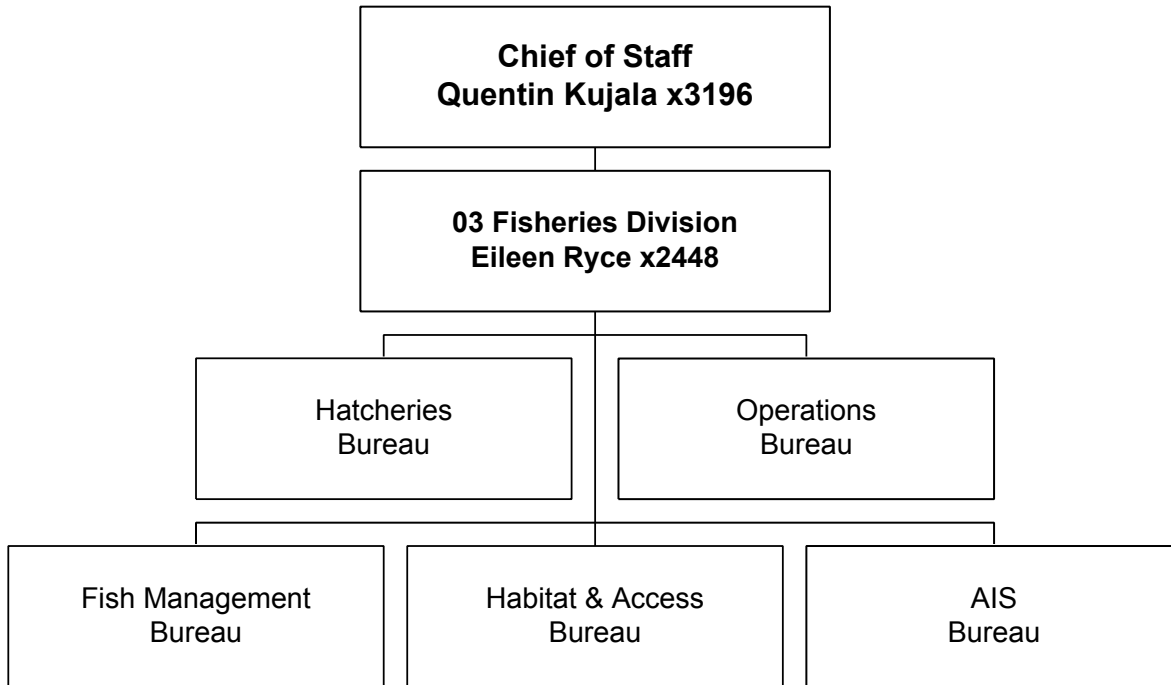 Chief of Staff
Quentin Kujala x3196
03 Fisheries Division
Eileen Ryce x2448
Hatcheries
Bureau
Operations
Bureau
Fish Management
Bureau
Habitat & Access
Bureau
AIS
Bureau